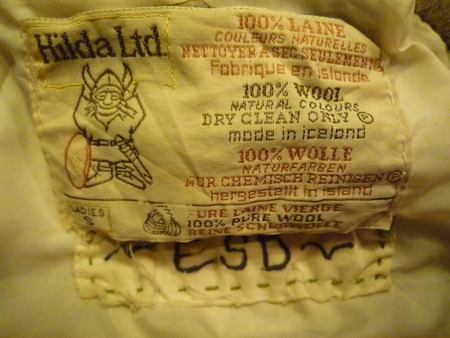 Hilda Ltd.
100% LAINE
COULEURS NATURELLES
NETTOYER A SEC SEULEMENT
Fabrique en Islande
100% WOOL
NATURAL COLOURS
DRY CLEAN ONLY Ⓟ
made in iceland
100% WOLLE
NATURFARBEN
NUR CHEMISCH REINIGEN Ⓟ
hergestellt in island
LADIES
S
PURE LAINE VIERGE
100% PURE WOOL
REINE SCHURWOLLE
ESD